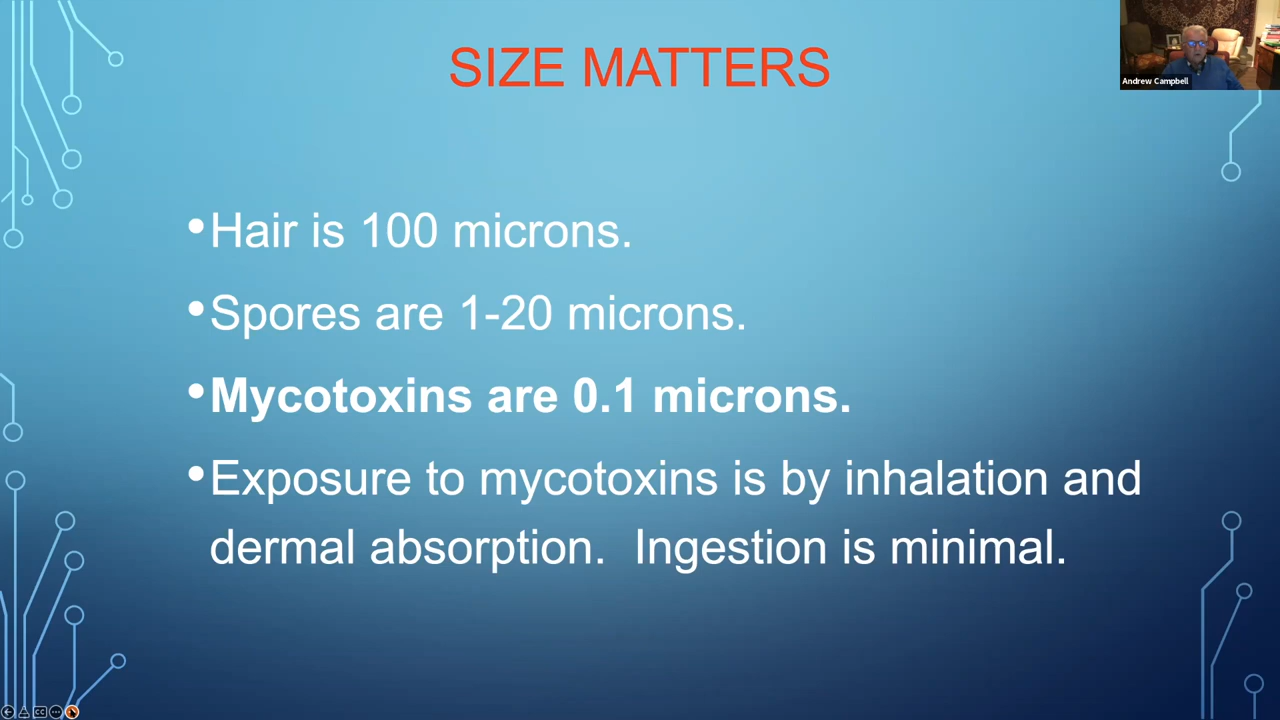 SIZE MATTERS
Andrew Campbell
•Hair is 100 microns.
•Spores are 1-20 microns.
•Mycotoxins are 0.1 microns.
•Exposure to mycotoxins is by inhalation and
dermal absorption.  Ingestion is minimal.